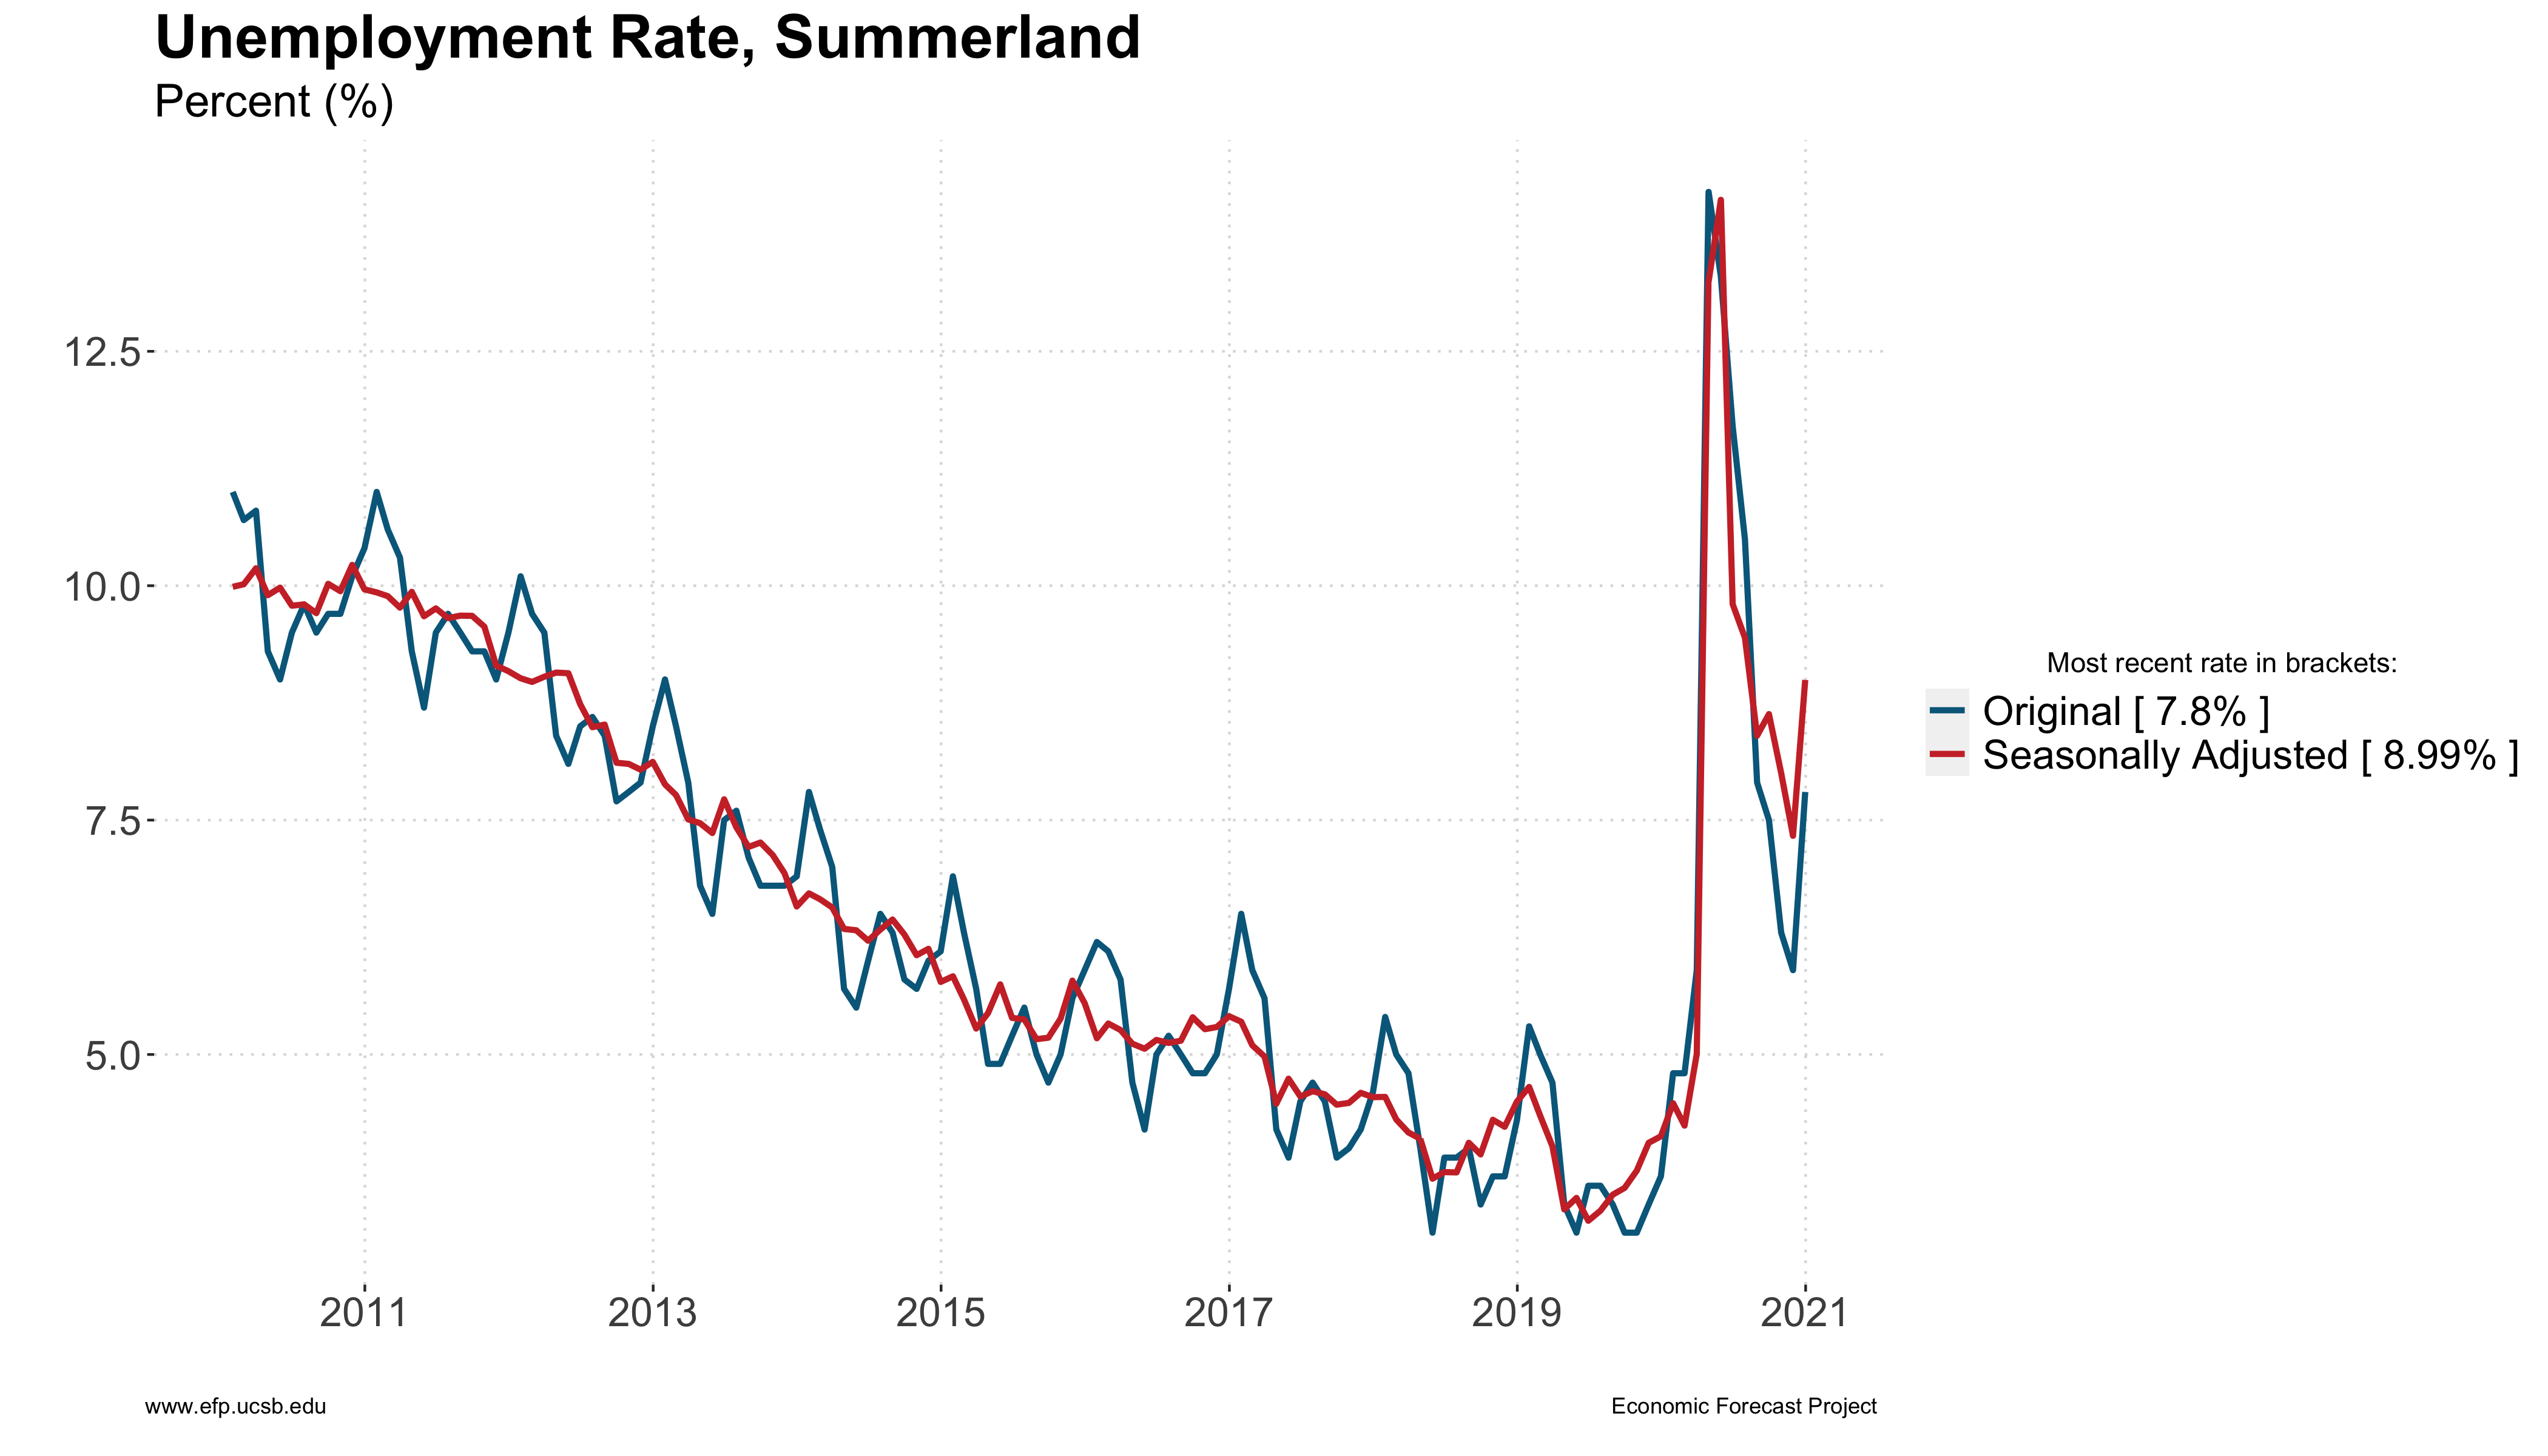 Unemployment Rate, Summerland
Percent (%)
12.5
10.0
7.5
5.0
2011 2013 2015 2017 2019 2021
Most recent rate in brackets:
Original [ 7.8% ]
Seasonally Adjusted [ 8.99% ]
www.efp.ucsb.edu
Economic Forecast Project